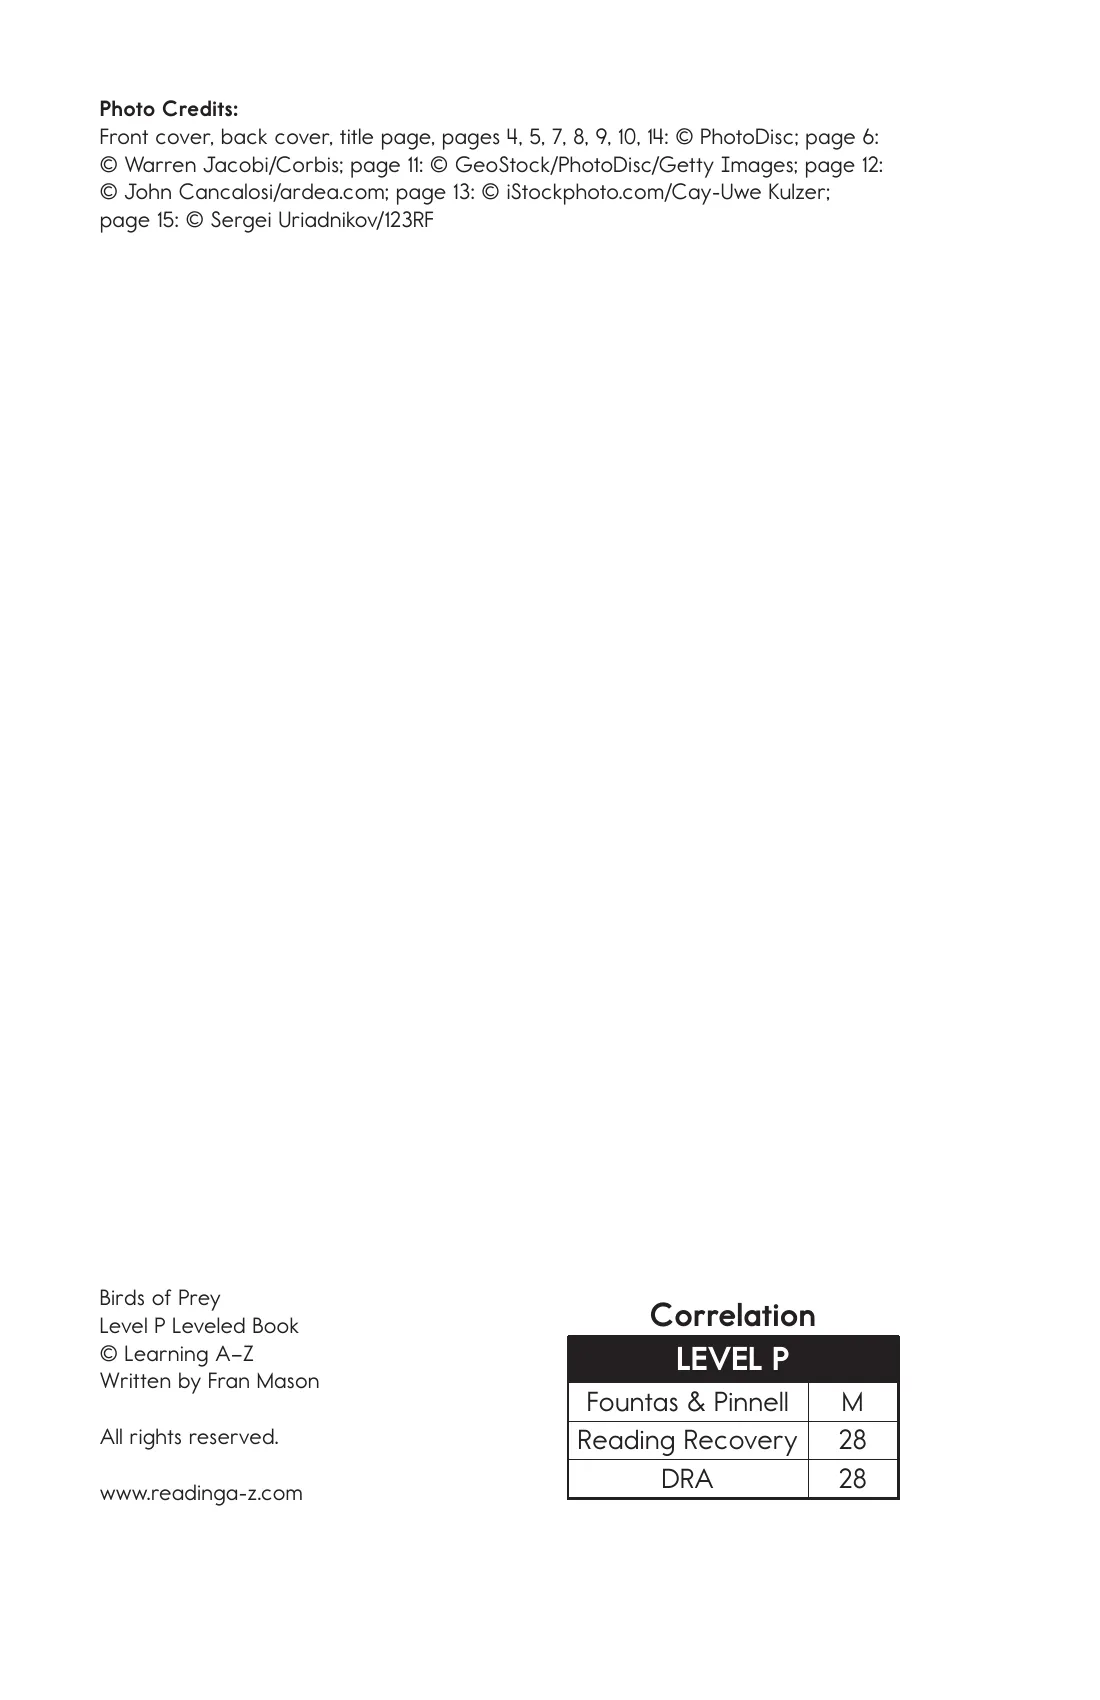 Photo Credits:
Front cover, back cover, title page, pages 4, 5, 7, 8, 9, 10, 14: © PhotoDisc; page 6:
© Warren Jacobi/Corbis; page 11: © GeoStock/PhotoDisc/Getty Images; page 12:
© John Cancalosi/ardea.com; page 13: © iStockphoto.com/Cay-Uwe Kulzer;
page 15: © Sergei Uriadnikov/123RF
Birds of Prey
Level P Leveled Book
© Learning A–Z
Written by Fran Mason
All rights reserved.
www.readinga-z.com
Correlation
LEVEL P
Fountas & Pinnell M
Reading Recovery 28
DRA 28